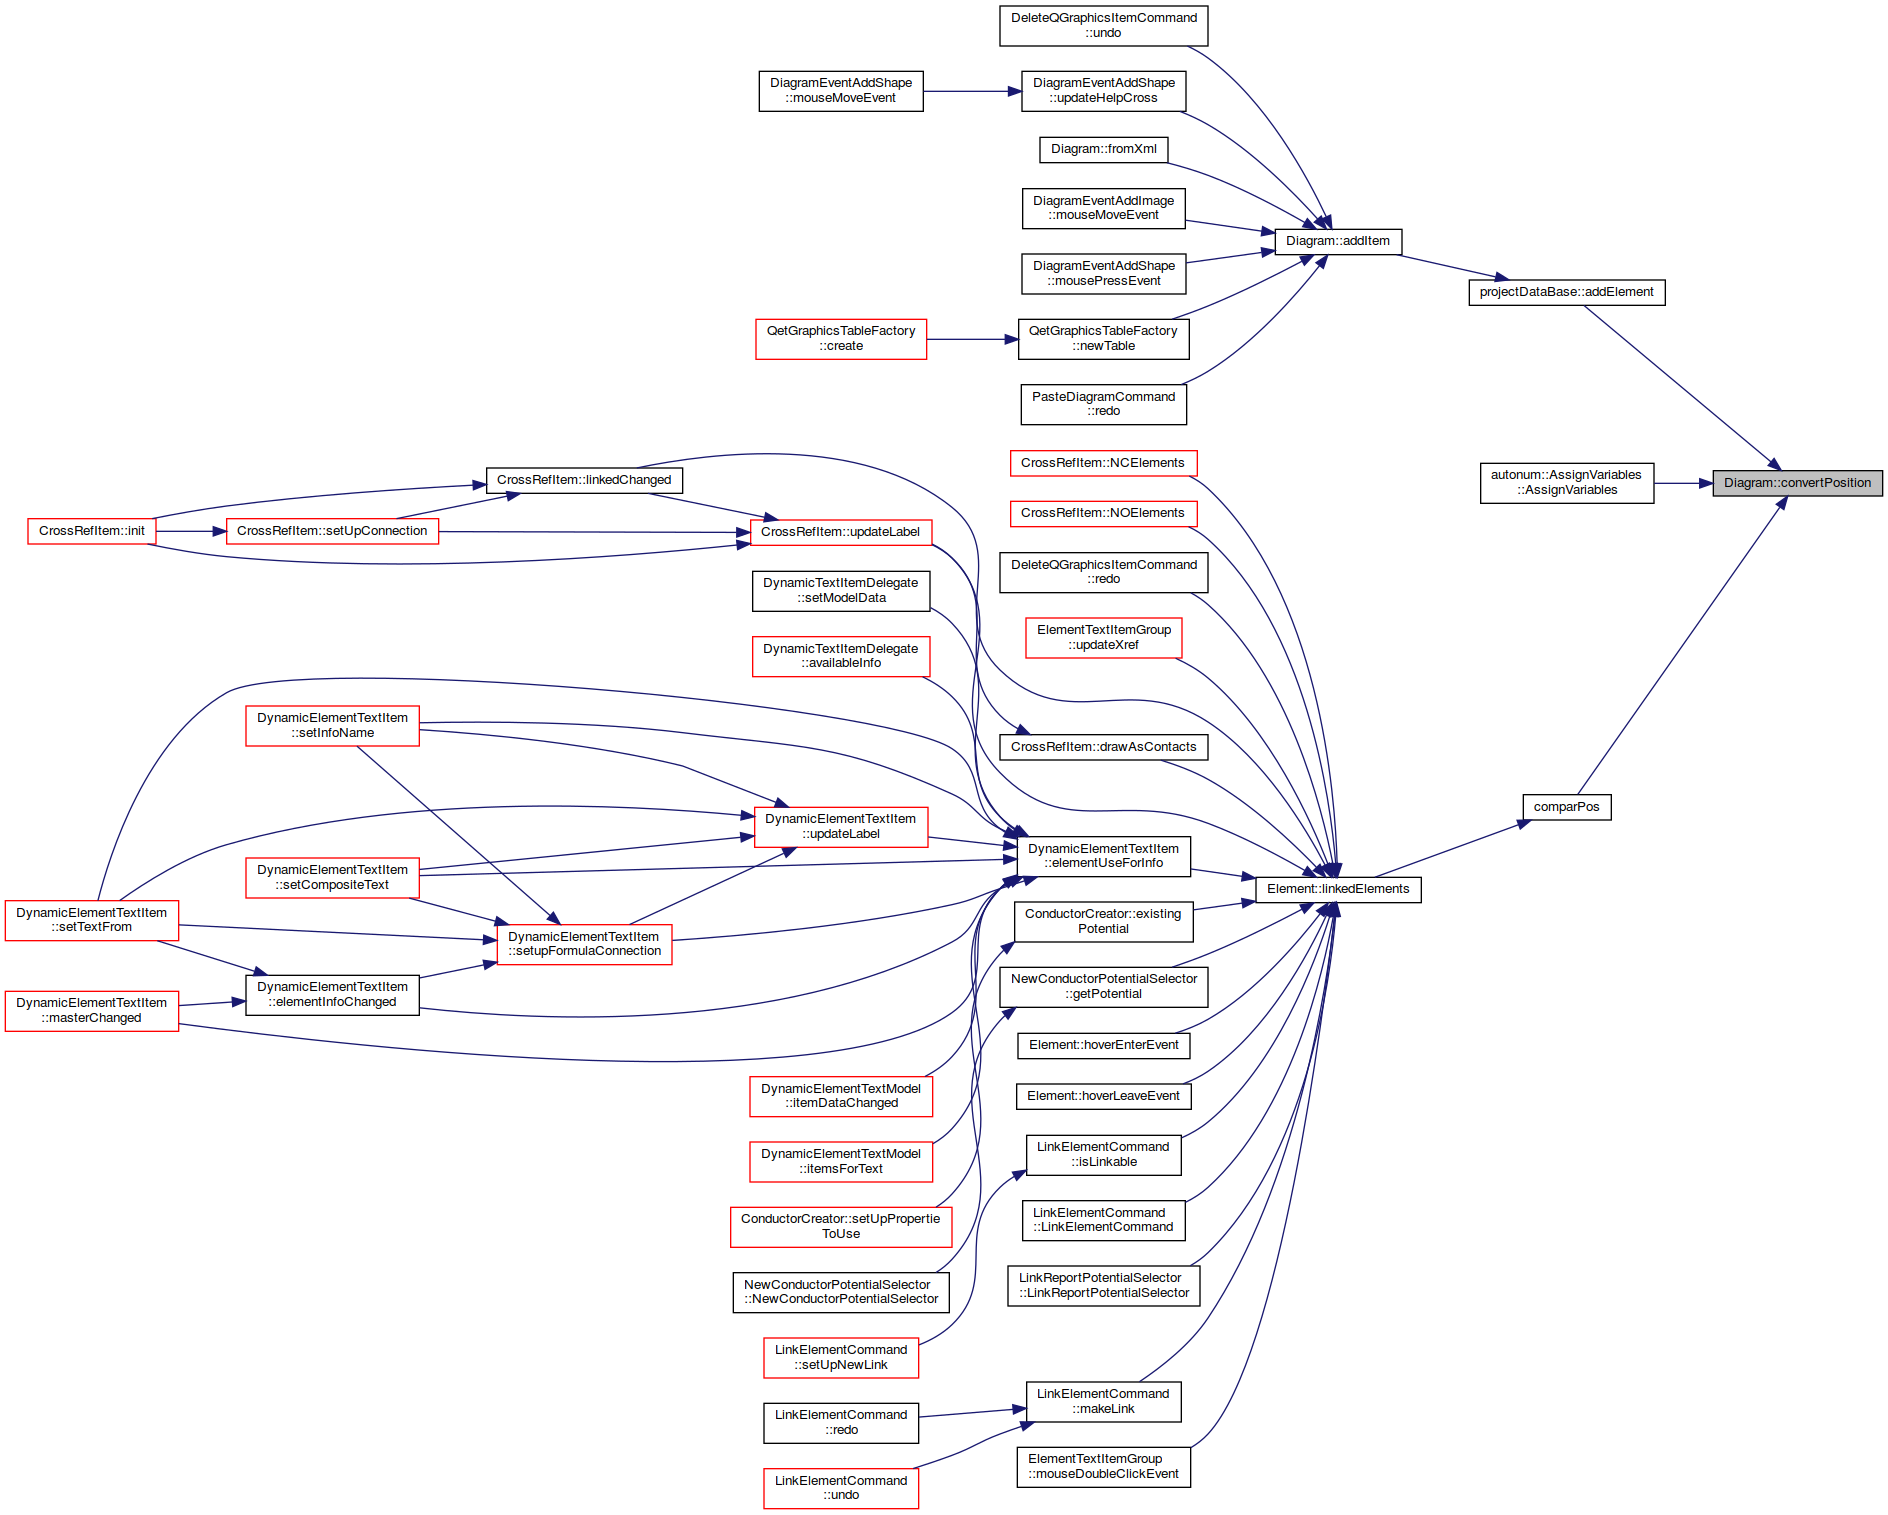 DeleteQGraphicsItemCommand
::undo
DiagramEventAddShape
::mouseMoveEvent
DiagramEventAddShape
::updateHelpCross
Diagram::fromXml
DiagramEventAddImage
::mouseMoveEvent
Diagram::addItem
DiagramEventAddShape
::mousePressEvent
projectDataBase::addElement
QetGraphicsTableFactory
::create
QetGraphicsTableFactory
::newTable
PasteDiagramCommand
::redo
CrossRefItem::NCElements
CrossRefItem::linkedChanged
autonum::AssignVariables
::AssignVariables
Diagram::convertPosition
CrossRefItem::NOElements
CrossRefItem::init
CrossRefItem::setUpConnection
CrossRefItem::updateLabel
DeleteQGraphicsItemCommand
::redo
DynamicTextItemDelegate
::setModelData
ElementTextItemGroup
::updateXref
DynamicTextItemDelegate
::availableInfo
DynamicElementTextItem
::setInfoName
CrossRefItem::drawAsContacts
comparPos
DynamicElementTextItem
::updateLabel
DynamicElementTextItem
::elementUseForInfo
DynamicElementTextItem
::setCompositeText
Element::linkedElements
DynamicElementTextItem
::setTextFrom
ConductorCreator::existing
Potential
DynamicElementTextItem
::setupFormulaConnection
NewConductorPotentialSelector
::getPotential
DynamicElementTextItem
::elementInfoChanged
DynamicElementTextItem
::masterChanged
Element::hoverEnterEvent
DynamicElementTextModel
::itemDataChanged
Element::hoverLeaveEvent
DynamicElementTextModel
::itemsForText
LinkElementCommand
::isLinkable
ConductorCreator::setUpPropertie
ToUse
LinkElementCommand
::LinkElementCommand
NewConductorPotentialSelector
::NewConductorPotentialSelector
LinkReportPotentialSelector
::LinkReportPotentialSelector
LinkElementCommand
::setUpNewLink
LinkElementCommand
::makeLink
LinkElementCommand
::redo
ElementTextItemGroup
::mouseDoubleClickEvent
LinkElementCommand
::undo